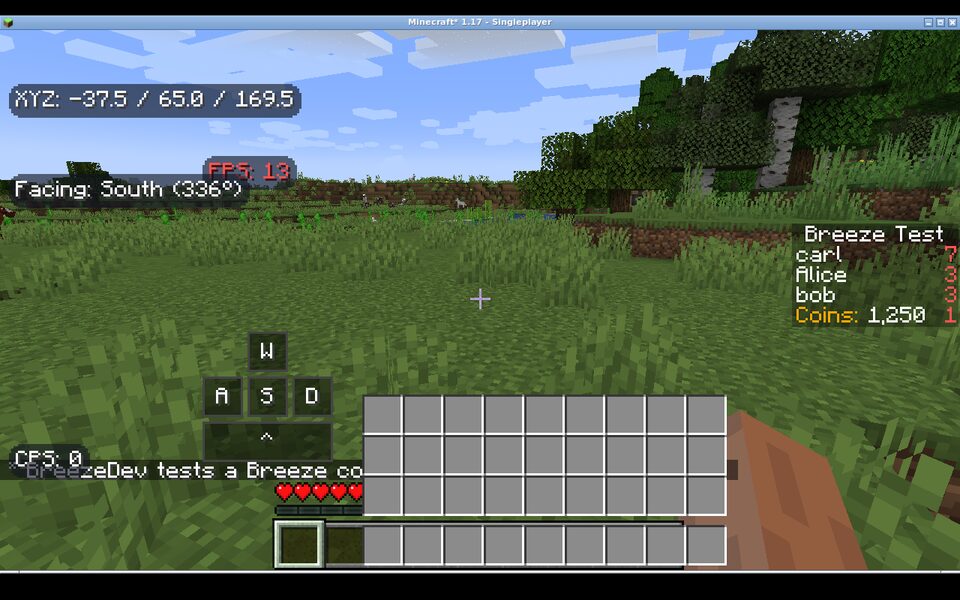 Minecraft* 1.17 - Singleplayer
XYZ: -37.5 / 65.0 / 169.5
FPS: 13
Facing: South (336°)
Breeze Test
carl 7
Alice 3
bob 3
Coins: 1,250 1
W
A S D
^
CPS: 0
BreezeDev tests a Breeze co